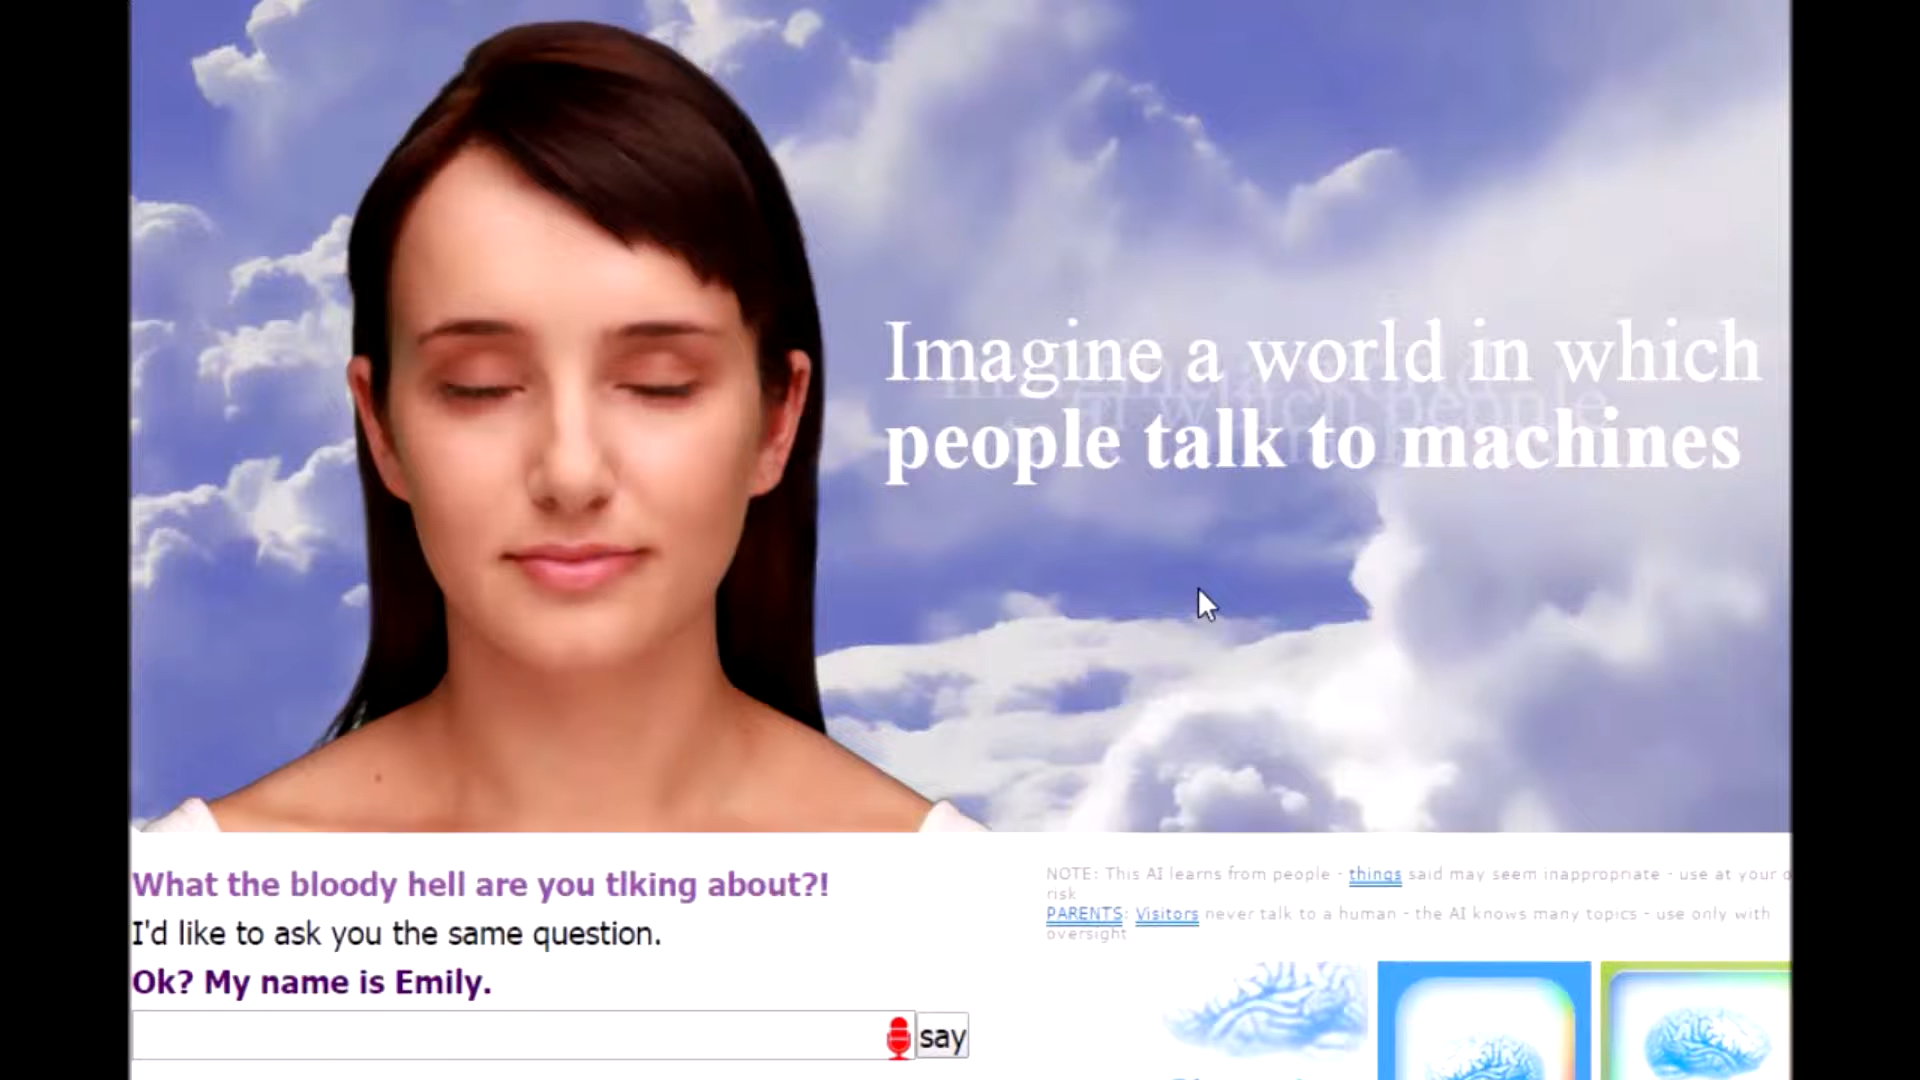 Imagine a world in which
people talk to machines
What the bloody hell are you tlking about?!
I'd like to ask you the same question.
Ok? My name is Emily.
say
NOTE: This AI learns from people - things said may seem inappropriate - use at your
risk
PARENTS: Visitors never talk to a human - the AI knows many topics - use only with
oversight